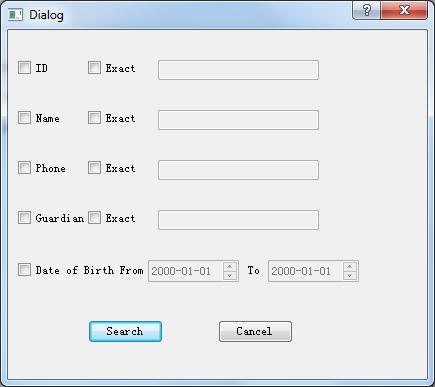 Dialog
ID Exact
Name Exact
Phone Exact
Guardian Exact
Date of Birth From 2000-01-01 To 2000-01-01
Search Cancel